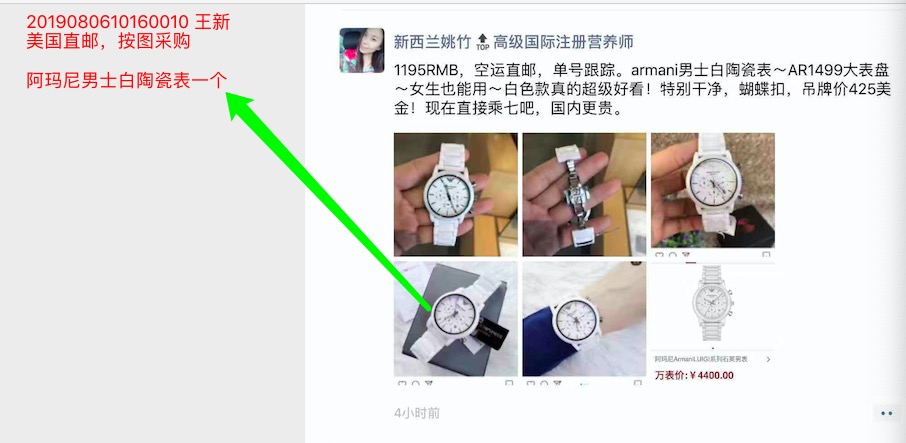 2019080610160010 王新
美国直邮，按图采购
阿玛尼男士白陶瓷表一个
新西兰姚竹 TOP 高级国际注册营养师
1195RMB，空运直邮，单号跟踪。armani男士白陶瓷表～AR1499大表盘
～女生也能用～白色款真的超级好看！特别干净，蝴蝶扣，吊牌价425美
金！现在直接乘七吧，国内更贵。
阿玛尼ArmaniLUIGI系列石英男表
万表价:￥4400.00
4小时前